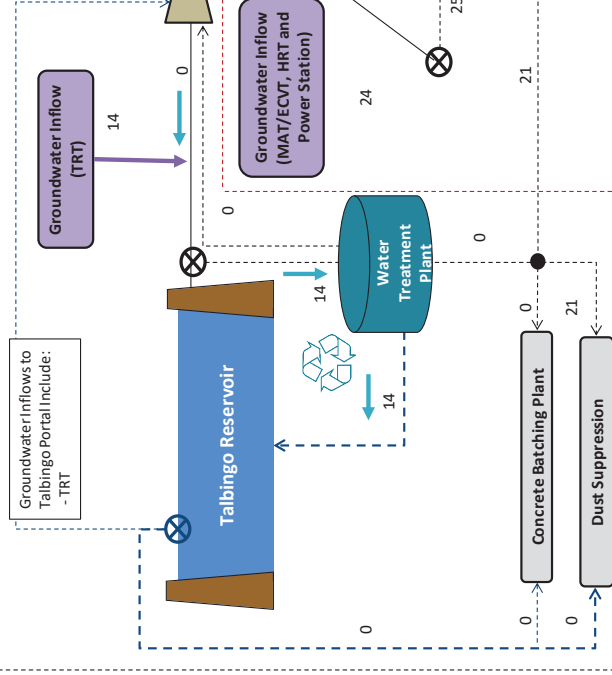 Groundwater Inflows to
Talbingo Portal Include:
- TRT
Groundwater Inflow
(TRT)
14
0
Groundwater Inflow
(MAT/ECVT, HRT and
Power Station)
24
25
21
0
Talbingo Reservoir
14
Water
Treatment
Plant
0
14
0
21
Concrete Batching Plant
Dust Suppression
0
0
0